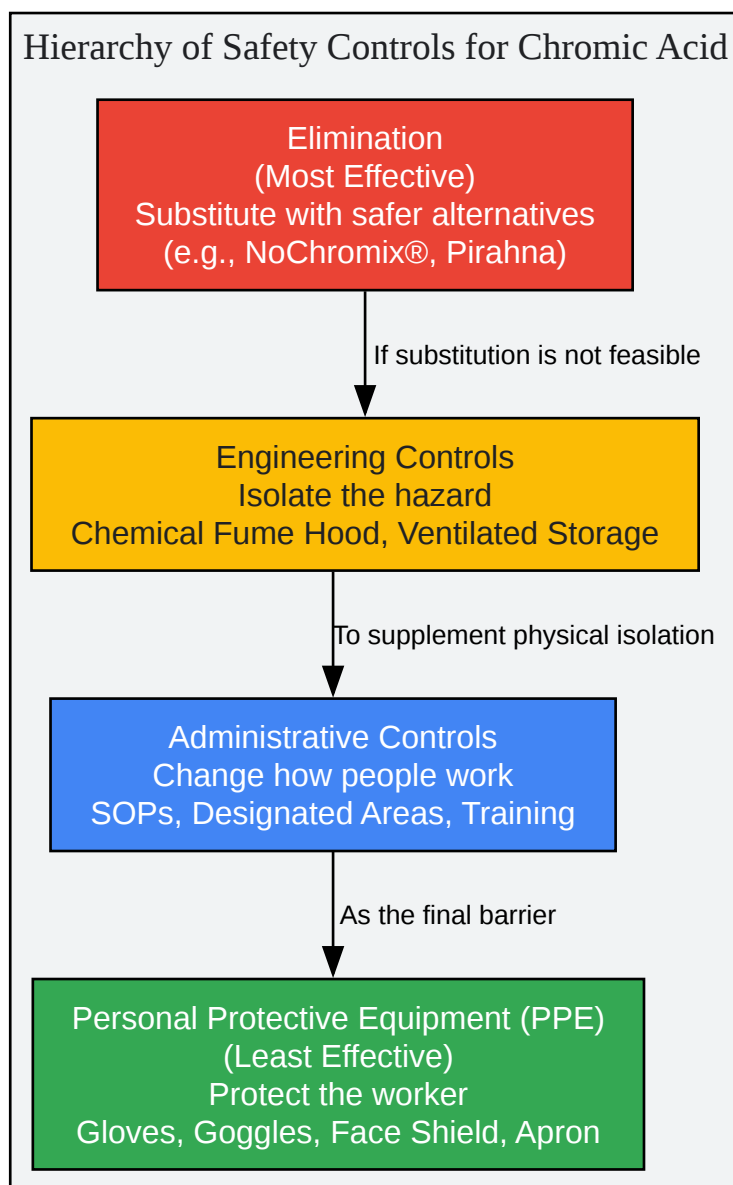 Hierarchy of Safety Controls for Chromic Acid
Elimination
(Most Effective)
Substitute with safer alternatives
(e.g., NoChromix®, Pirahna)
If substitution is not feasible
Engineering Controls
Isolate the hazard
Chemical Fume Hood, Ventilated Storage
To supplement physical isolation
Administrative Controls
Change how people work
SOPs, Designated Areas, Training
As the final barrier
Personal Protective Equipment (PPE)
(Least Effective)
Protect the worker
Gloves, Goggles, Face Shield, Apron